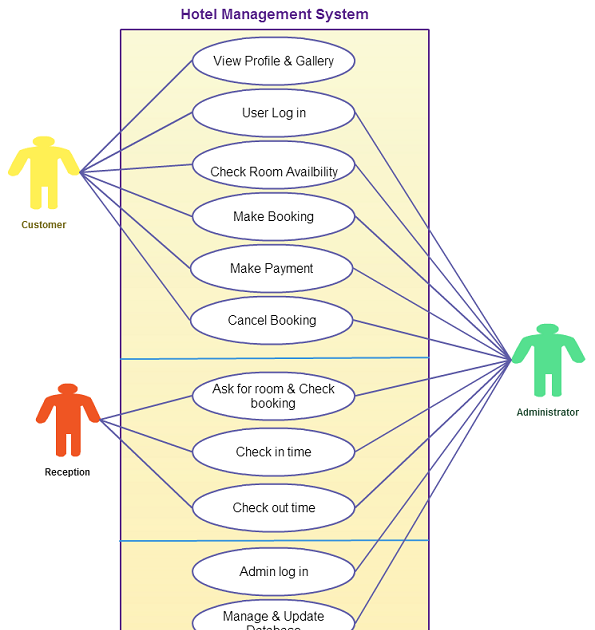 Hotel Management System
View Profile & Gallery
User Log in
Check Room Availbility
Make Booking
Customer
Make Payment
Cancel Booking
Ask for room & Check
booking
Administrator
Check in time
Reception
Check out time
Admin log in
Manage & Update
Database